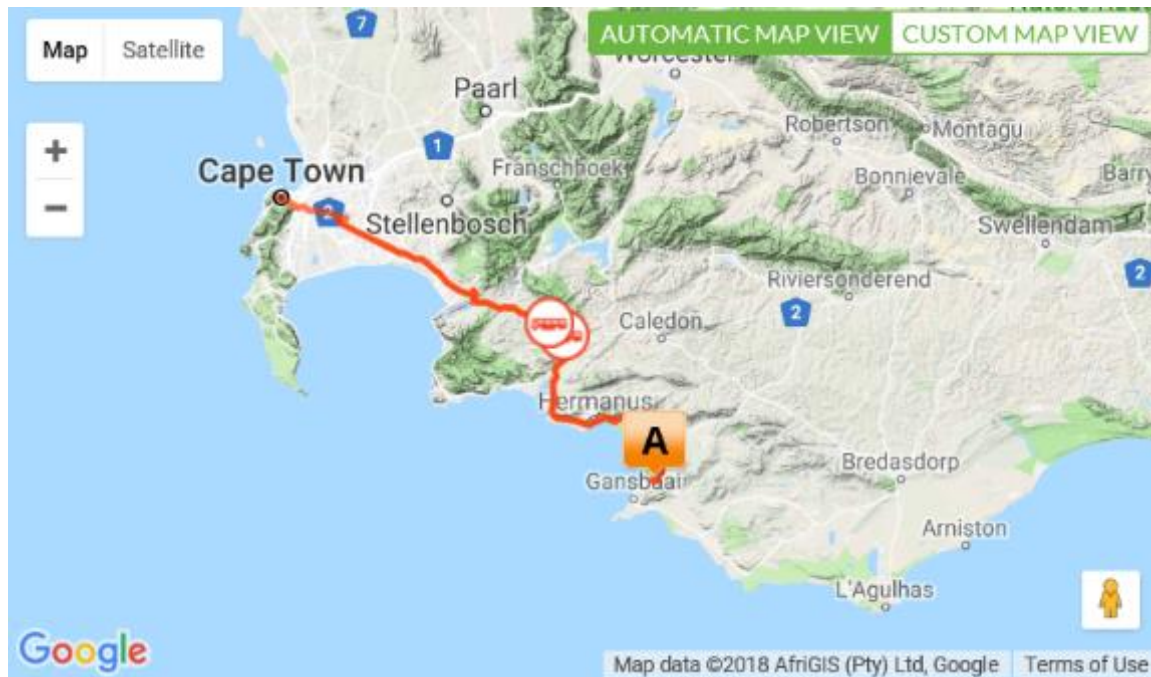 Map Satellite
AUTOMATIC MAP VIEW CUSTOM MAP VIEW
7
Worcester
+
Paarl
Robertson
Montagu
1
Cape Town
Franschhoek
Bonnievale
Barry
−
2
Stellenbosch
Swellendam
Riviersonderend
2
2
Caledon
Hermanus
A
Gansbaai
Bredasdorp
Arniston
L'Agulhas
Google
Map data ©2018 AfriGIS (Pty) Ltd, Google Terms of Use